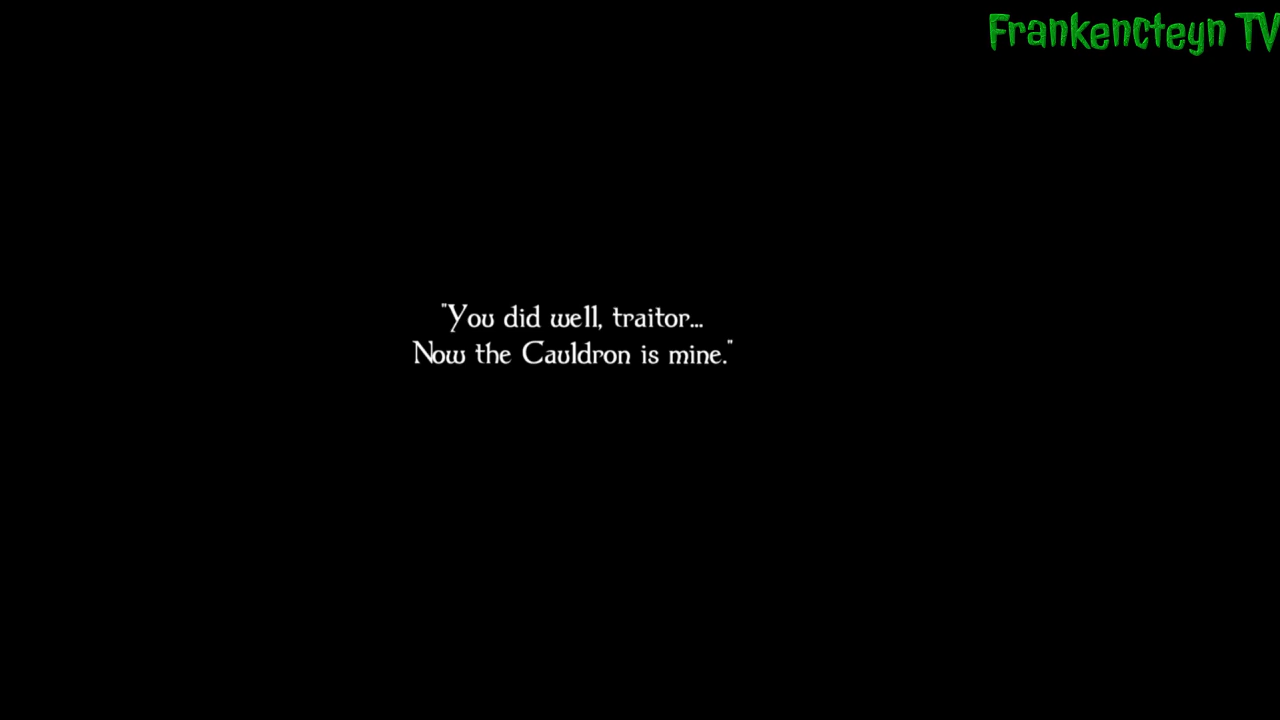 Frankencteyn TV
"You did well, traitor...
Now the Cauldron is mine."